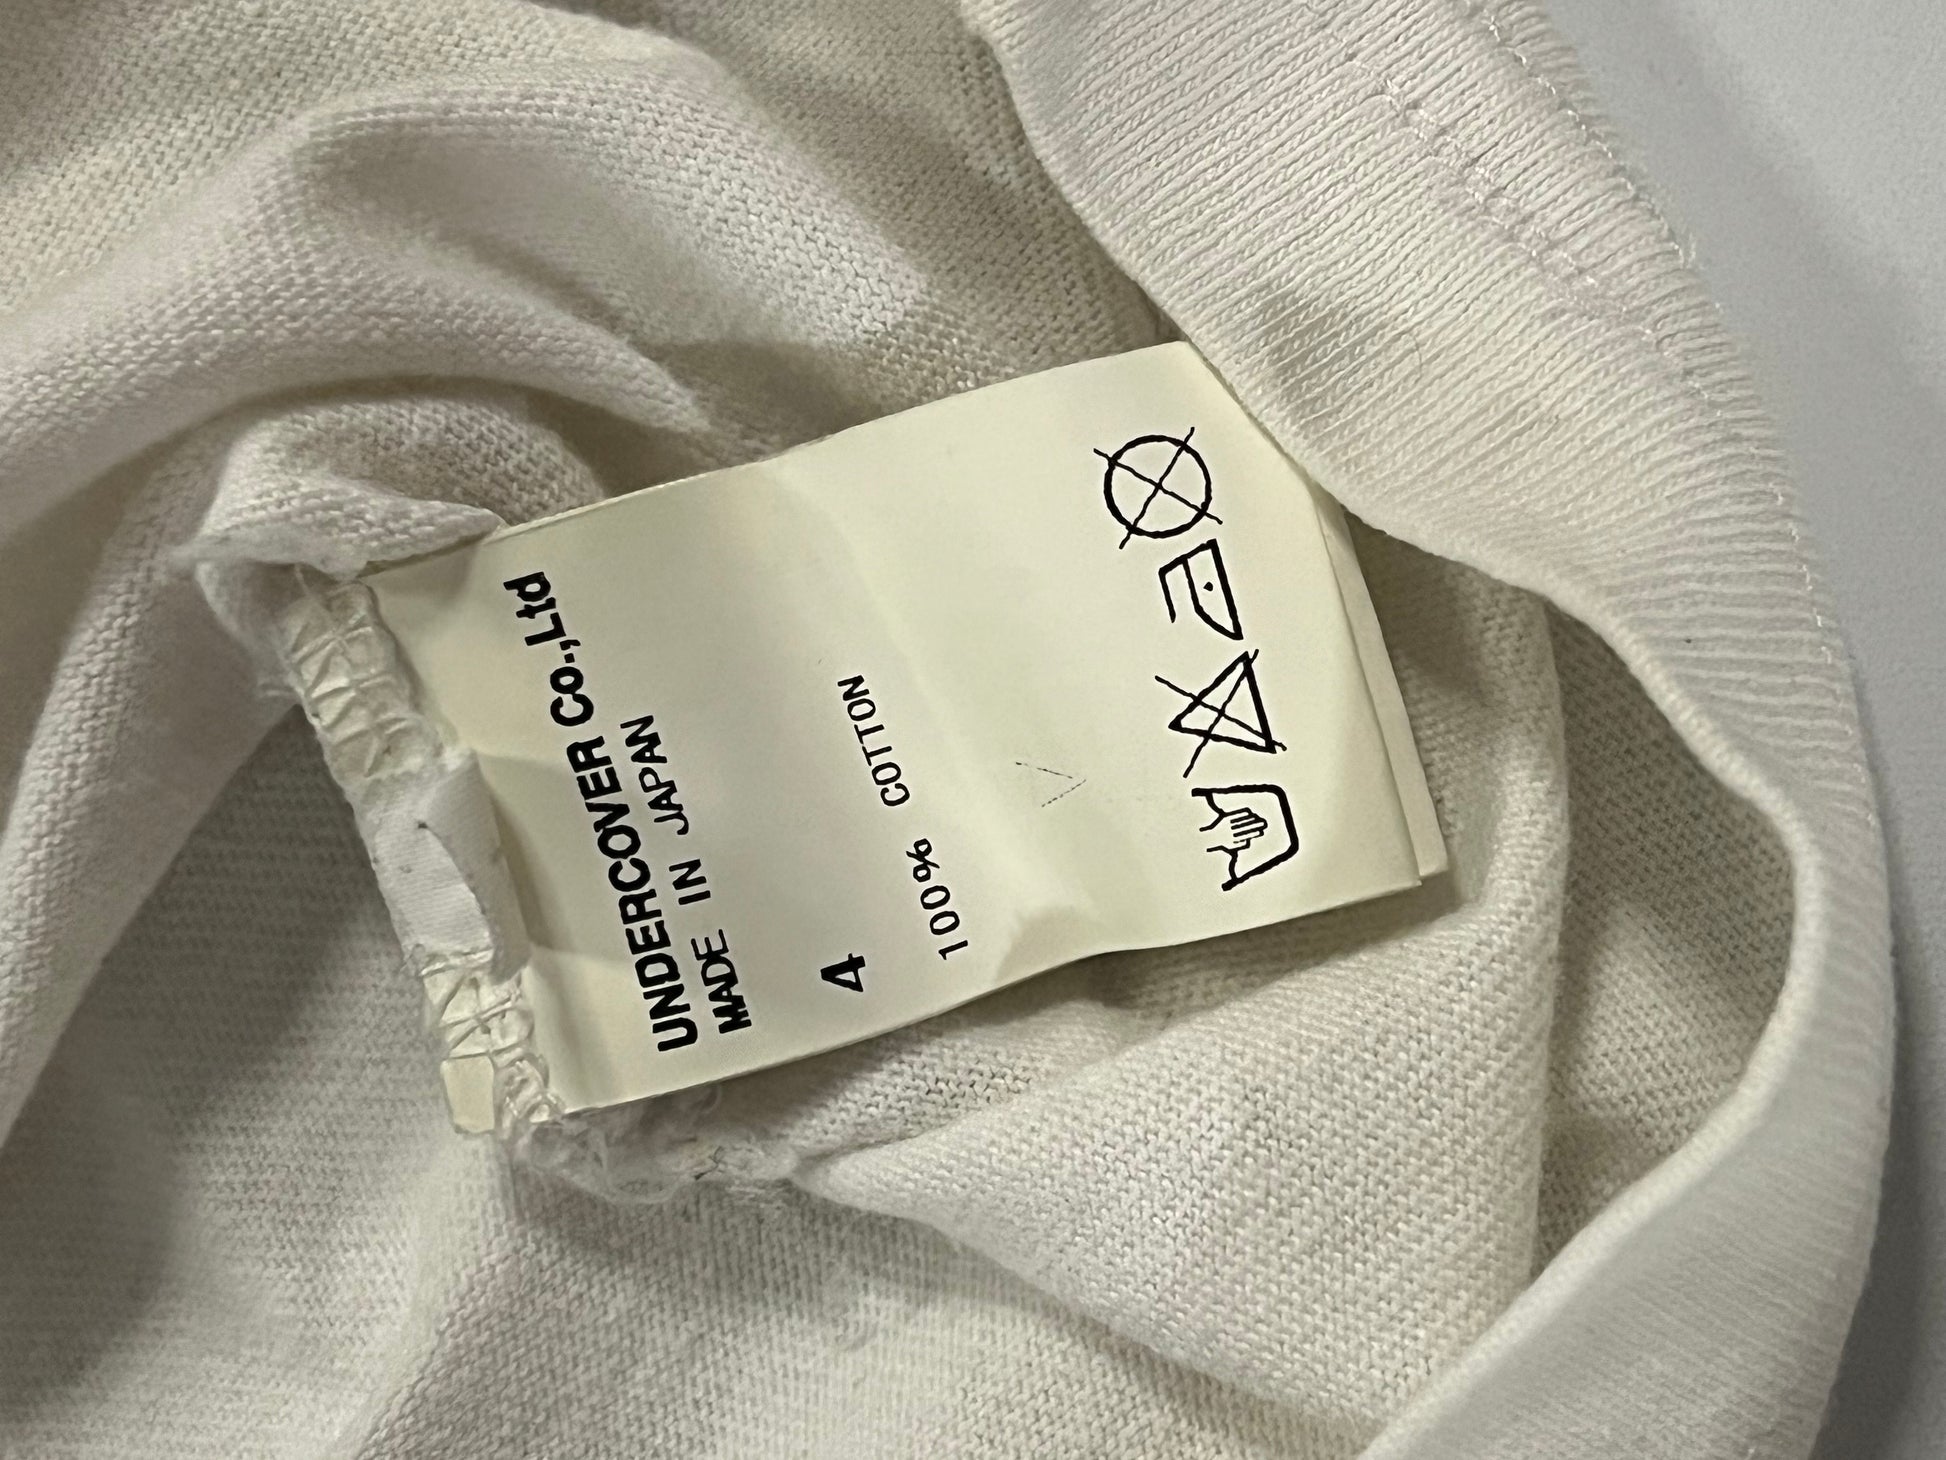 UNDERCOVER Co.,Ltd
MADE IN JAPAN
4
100% COTTON